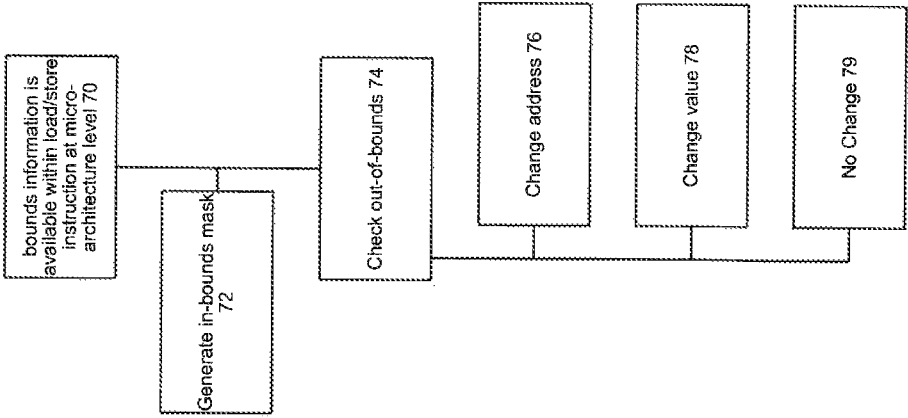 bounds information is
available within load/store
instruction at micro-
architecture level 70
Generate in-bounds mask
72
Check out-of-bounds 74
Change address 76
Change value 78
No Change 79